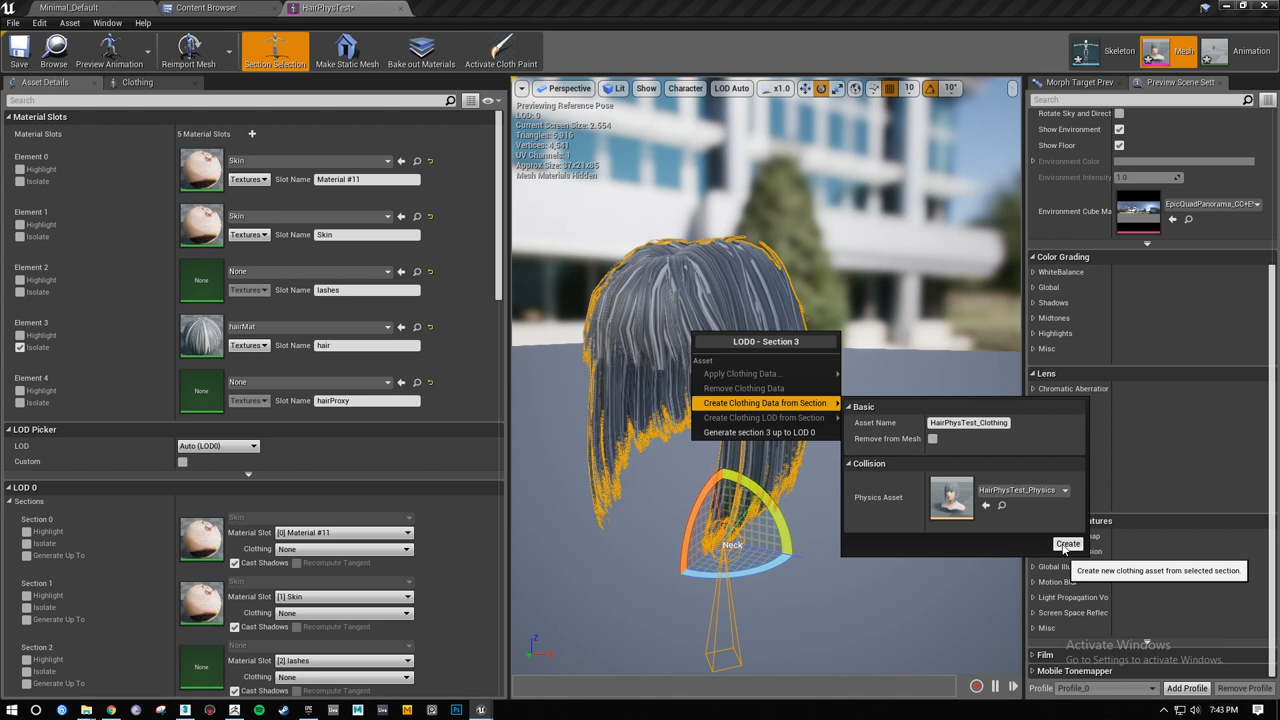 Minimal_Default
Content Browser
HairPhysTest*
File Edit Asset Window Help
Save
Browse
Preview Animation
Reimport Mesh
Section Selection
Make Static Mesh
Bake out Materials
Activate Cloth Paint
Skeleton
Mesh
Animation
Asset Details
Clothing
Search
Material Slots
Material Slots
5 Material Slots
Element 0
Highlight
Isolate
Skin
Textures
Slot Name
Material #11
Element 1
Highlight
Isolate
Skin
Textures
Slot Name
Skin
Element 2
Highlight
Isolate
None
None
Textures
Slot Name
lashes
Element 3
Highlight
Isolate
hairMat
Textures
Slot Name
hair
Element 4
Highlight
Isolate
None
None
Textures
Slot Name
hairProxy
LOD Picker
LOD
Auto (LOD0)
Custom
LOD 0
Sections
Section 0
Highlight
Isolate
Generate Up To
Skin
Material Slot
[0] Material #11
Clothing
None
Cast Shadows
Recompute Tangent
Section 1
Highlight
Isolate
Generate Up To
Skin
Material Slot
[1] Skin
Clothing
None
Cast Shadows
Recompute Tangent
Section 2
Highlight
Isolate
Generate Up To
None
None
Material Slot
[2] lashes
Clothing
None
Cast Shadows
Recompute Tangent
Perspective
Lit
Show
Character
LOD Auto
x1.0
10
10°
Previewing Reference Pose
LOD: 0
Current Screen Size: 2.554
Triangles: 5,916
Vertices: 4,541
UV Channels: 1
Approx Size: 37x21x85
Mesh Materials Hidden
LOD0 - Section 3
Asset
Apply Clothing Data...
Remove Clothing Data
Create Clothing Data from Section
Create Clothing LOD from Section
Generate section 3 up to LOD 0
Basic
Asset Name
HairPhysTest_Clothing
Remove from Mesh
Collision
Physics Asset
HairPhysTest_Physics
Create
Create new clothing asset from selected section.
Neck
Z
Morph Target Prev
Preview Scene Sett
Search
Rotate Sky and Direct
Show Environment
Show Floor
Environment Color
Environment Intensity
1.0
Environment Cube Ma
EpicQuadPanorama_CC+E
Color Grading
WhiteBalance
Global
Shadows
Midtones
Highlights
Misc
Lens
Chromatic Aberration
Motion
Light Propagation Vo
Screen Space Reflec
Misc
Film
Mobile Tonemapper
Activate Windows
Go to Settings to activate Windows.
Profile
Profile_0
Add Profile
Remove Profile
7:43 PM